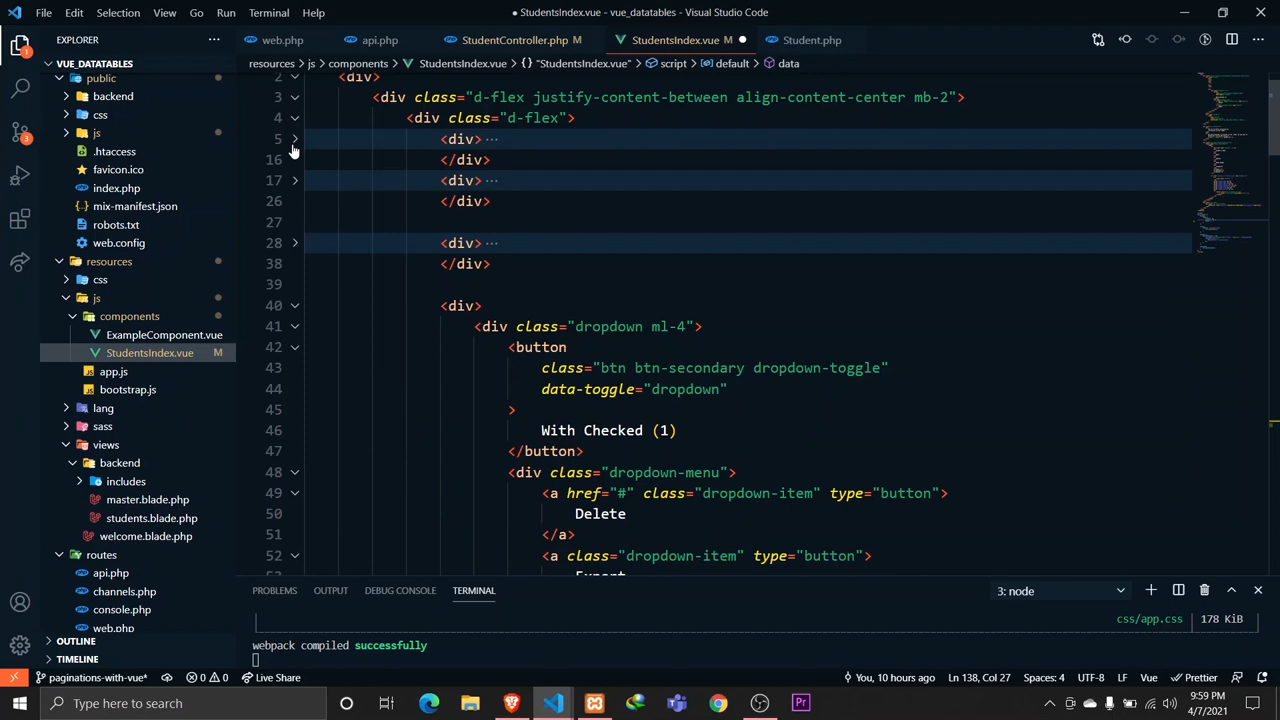 File Edit Selection View Go Run Terminal Help
● StudentsIndex.vue - vue_datatables - Visual Studio Code
EXPLORER
web.php
api.php
StudentController.php M
StudentsIndex.vue M
Student.php
VUE_DATATABLES
resources > js > components > StudentsIndex.vue > {} "StudentsIndex.vue" > script > default > data
public
backend
css
js
.htaccess
favicon.ico
index.php
mix-manifest.json
robots.txt
web.config
resources
css
js
components
ExampleComponent.vue
StudentsIndex.vue M
app.js
bootstrap.js
lang
sass
views
backend
includes
master.blade.php
students.blade.php
welcome.blade.php
routes
api.php
channels.php
console.php
web.php
OUTLINE
TIMELINE
2 <div>
3 <div class="d-flex justify-content-between align-content-center mb-2">
4 <div class="d-flex">
5 <div> ···
16 </div>
17 <div> ···
26 </div>
27
28 <div> ···
38 </div>
39
40 <div>
41 <div class="dropdown ml-4">
42 <button
43 class="btn btn-secondary dropdown-toggle"
44 data-toggle="dropdown"
45 >
46 With Checked (1)
47 </button>
48 <div class="dropdown-menu">
49 <a href="#" class="dropdown-item" type="button">
50 Delete
51 </a>
52 <a class="dropdown-item" type="button">
53 Export
PROBLEMS OUTPUT DEBUG CONSOLE TERMINAL
3: node
css/app.css | 178 KiB
webpack compiled successfully
1
3
paginations-with-vue*
0 0
Live Share
You, 10 hours ago
Ln 138, Col 27
Spaces: 4
UTF-8
LF
Vue
Prettier
Type here to search
9:59 PM
4/7/2021